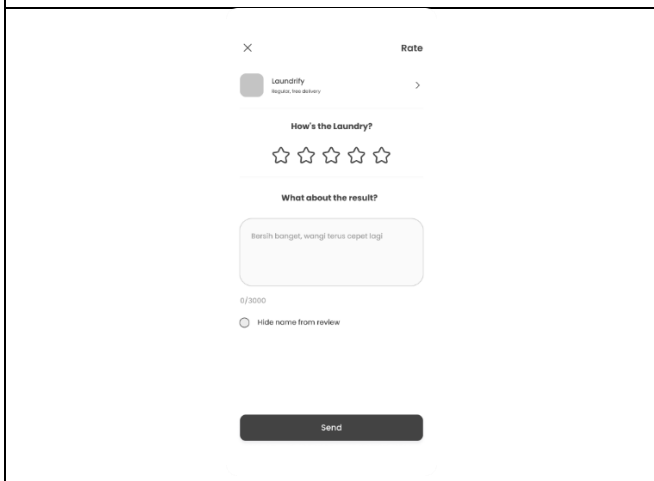 Rate
Laundrify
Regular, free delivery
How's the Laundry?
What about the result?
Bersih banget, wangi terus cepet lagi
0/3000
Hide name from review
Send